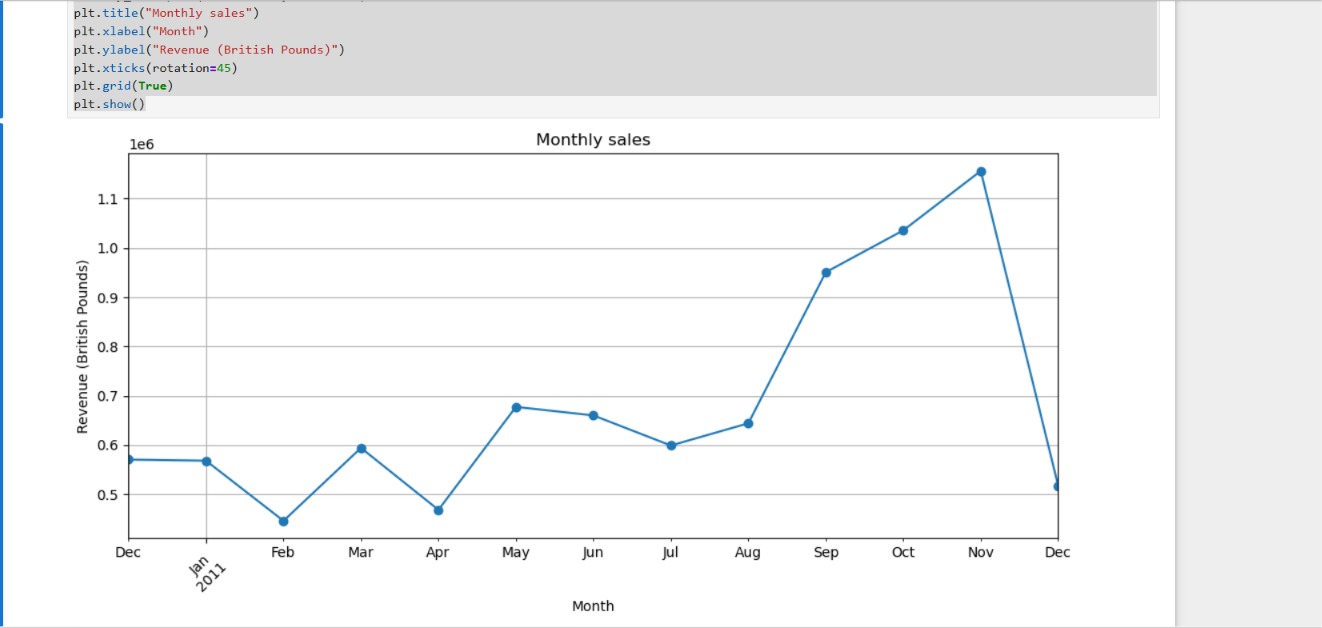 plt.title("Monthly sales")
plt.xlabel("Month")
plt.ylabel("Revenue (British Pounds)")
plt.xticks(rotation=45)
plt.grid(True)
plt.show()
Monthly sales
1e6
1.1
1.0
0.9
0.8
0.7
0.6
0.5
Revenue (British Pounds)
Dec Jan Feb Mar Apr May Jun Jul Aug Sep Oct Nov Dec
2011
Month